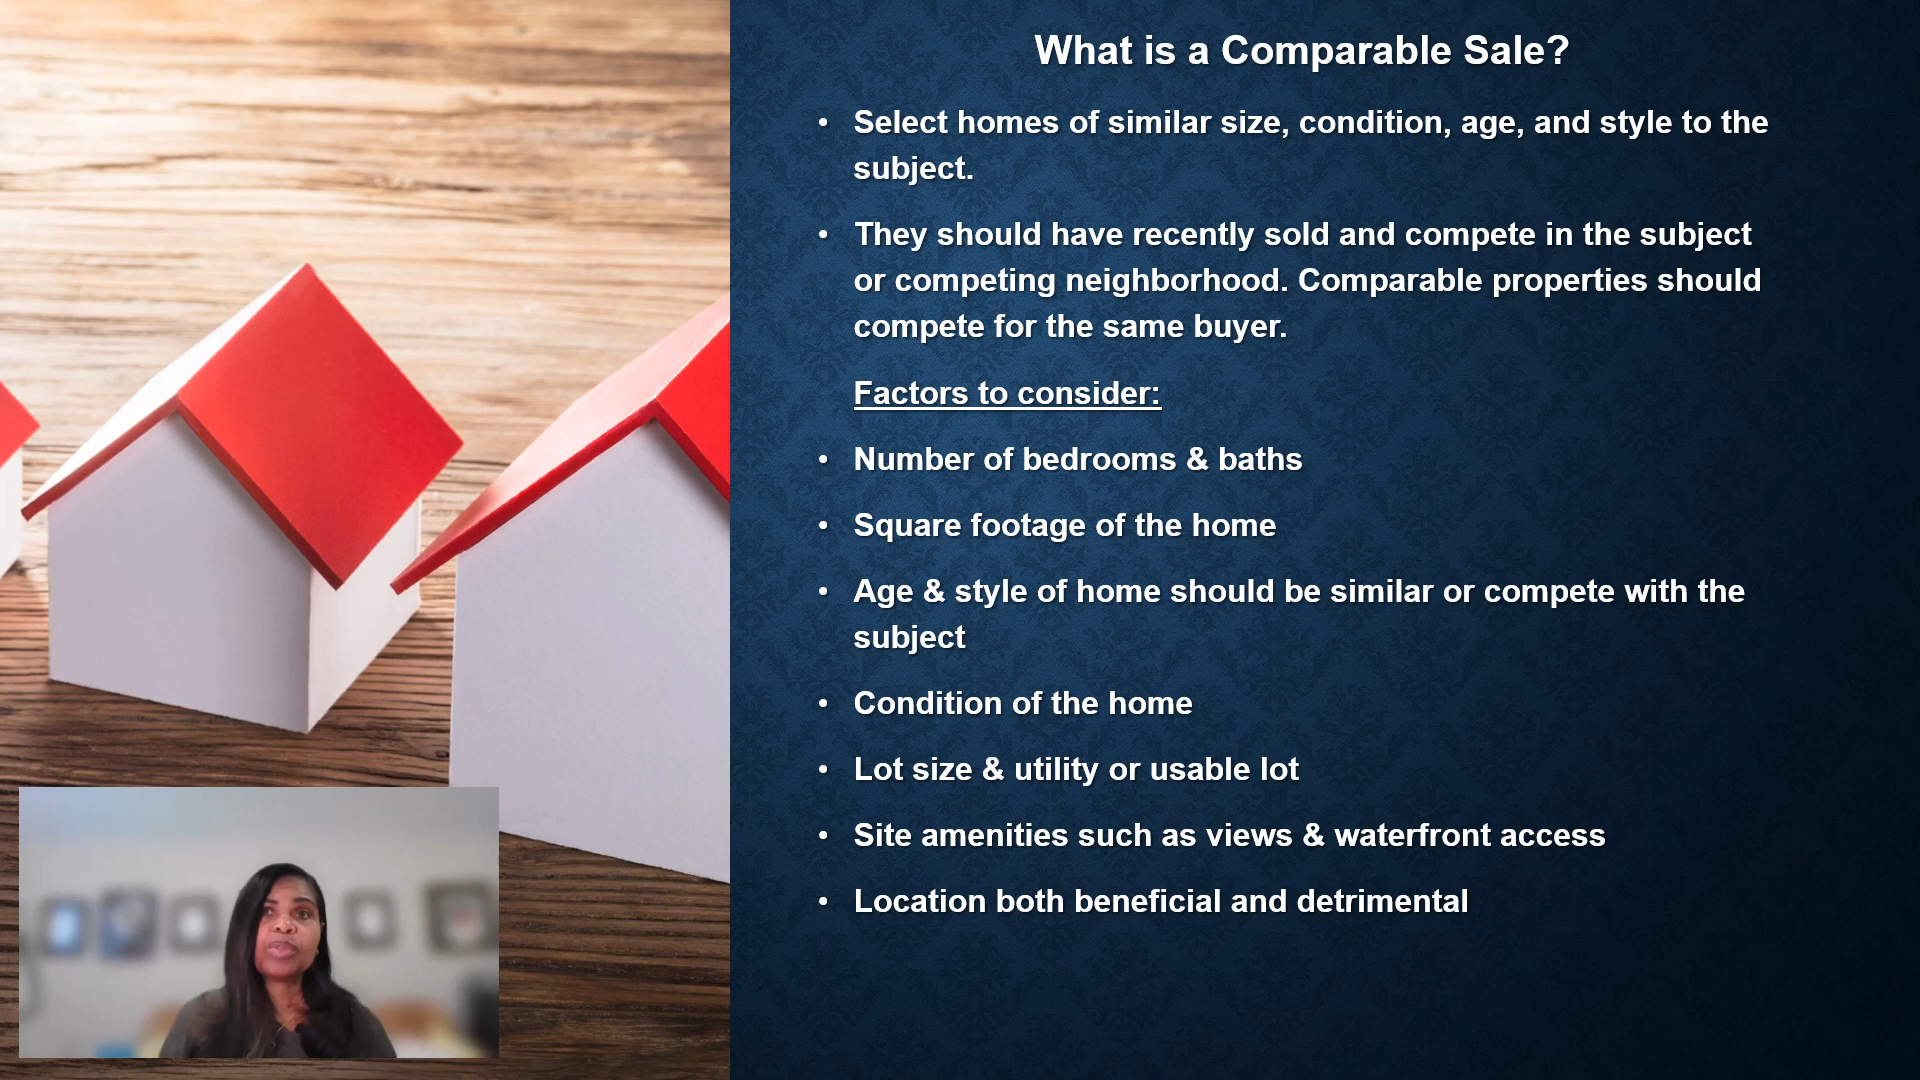 What is a Comparable Sale?
• Select homes of similar size, condition, age, and style to the
subject.
• They should have recently sold and compete in the subject
or competing neighborhood. Comparable properties should
compete for the same buyer.
Factors to consider:
• Number of bedrooms & baths
• Square footage of the home
• Age & style of home should be similar or compete with the
subject
• Condition of the home
• Lot size & utility or usable lot
• Site amenities such as views & waterfront access
• Location both beneficial and detrimental